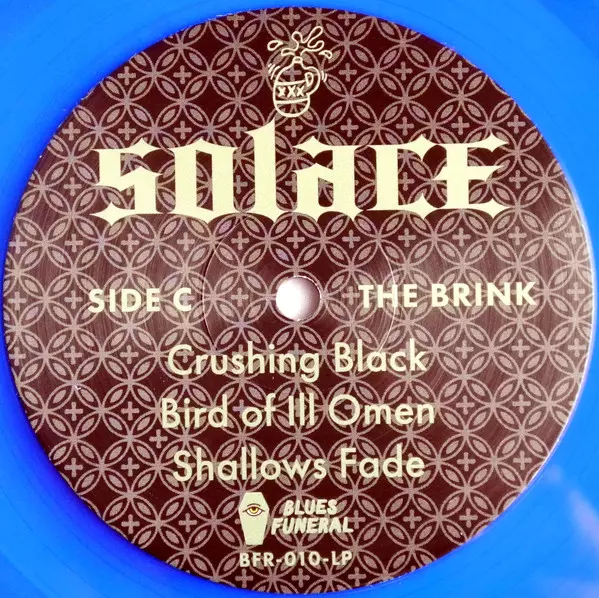 XXX
solace
SIDE C
THE BRINK
Crushing Black
Bird of Ill Omen
Shallows Fade
BLUES
FUNERAL
BFR-010-LP